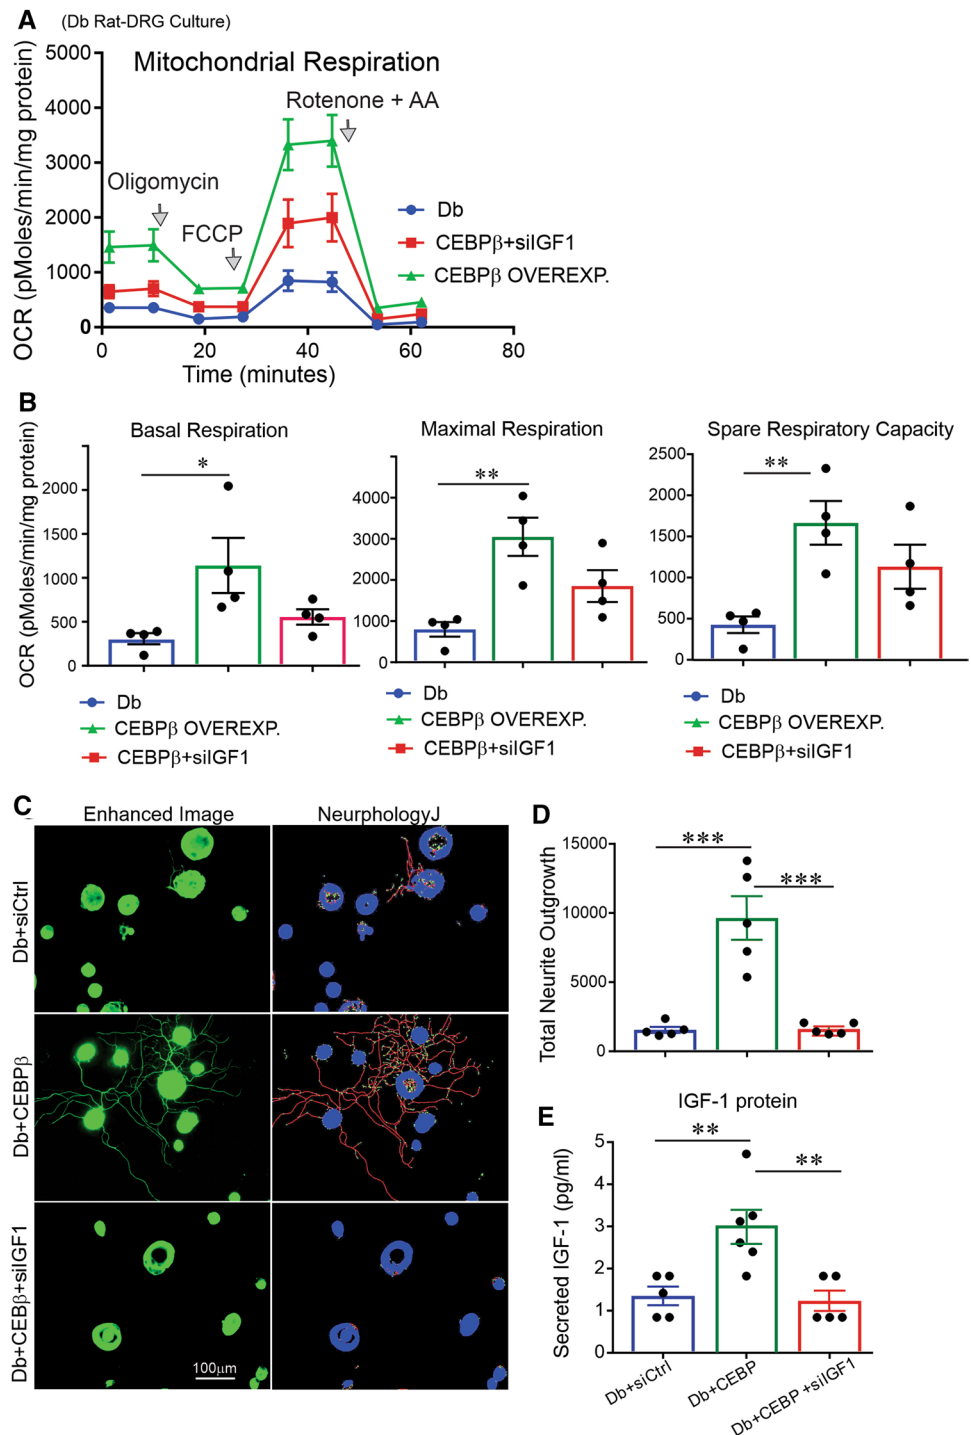 A (Db Rat-DRG Culture)
Mitochondrial Respiration
OCR (pMoles/min/mg protein)
5000
4000
3000
2000
1000
0
0 20 40 60 80
Time (minutes)
Oligomycin
FCCP
Rotenone + AA
Db
CEBPβ+siIGF1
CEBPβ OVEREXP.
B
OCR (pMoles/min/mg protein)
Basal Respiration
2000
1500
1000
500
0
*
Db
CEBPβ OVEREXP.
CEBPβ+siIGF1
Maximal Respiration
4000
3000
2000
1000
0
**
Db
CEBPβ OVEREXP.
CEBPβ+siIGF1
Spare Respiratory Capacity
2500
2000
1500
1000
500
0
**
Db
CEBPβ OVEREXP.
CEBPβ+siIGF1
C
Enhanced Image NeurphologyJ
Db+siCtrl
Db+CEBPβ
Db+CEBβ+siIGF1
100μm
D
Total Neurite Outgrowth
15000
10000
5000
0
***
***
E
IGF-1 protein
Secreted IGF-1 (pg/ml)
5
4
3
2
1
0
**
**
Db+siCtrl
Db+CEBP
Db+CEBP +siIGF1